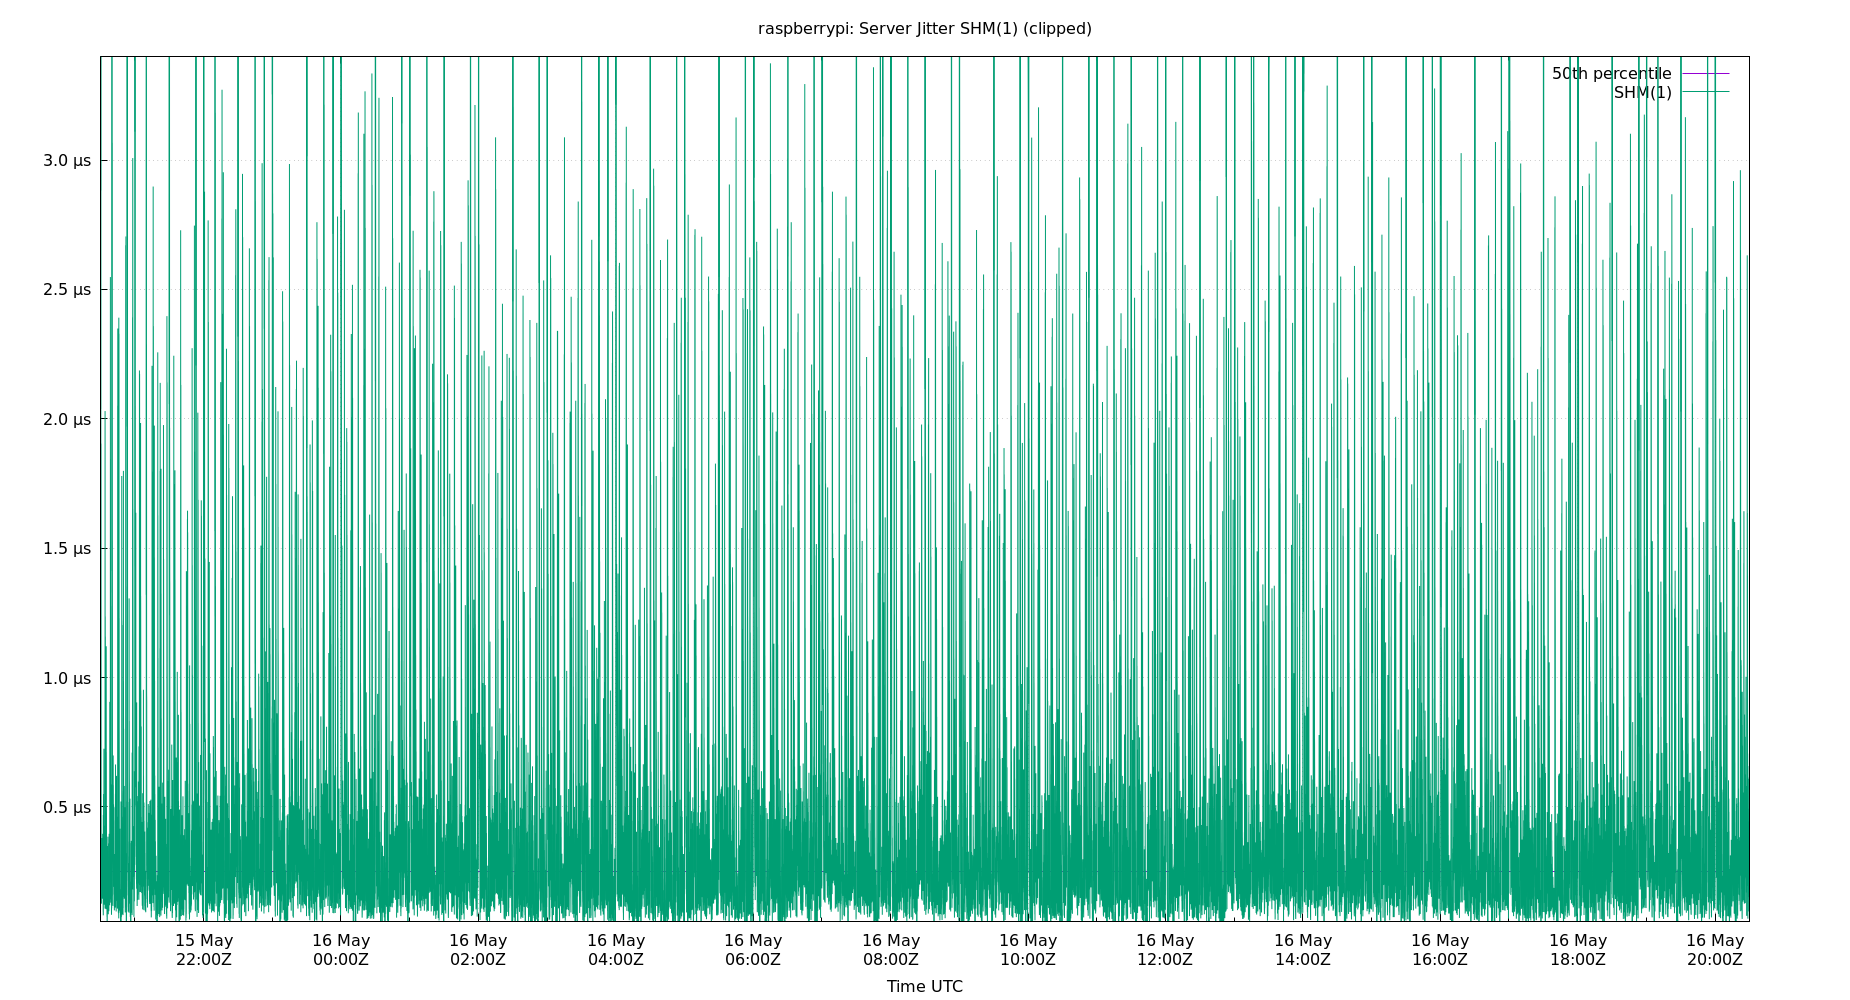 raspberrypi: Server Jitter SHM(1) (clipped)
50th percentile
SHM(1)
3.0 µs
2.5 µs
2.0 µs
1.5 µs
1.0 µs
0.5 µs
15 May 16 May 16 May 16 May 16 May 16 May 16 May 16 May 16 May 16 May 16 May 16 May
22:00Z 00:00Z 02:00Z 04:00Z 06:00Z 08:00Z 10:00Z 12:00Z 14:00Z 16:00Z 18:00Z 20:00Z
Time UTC